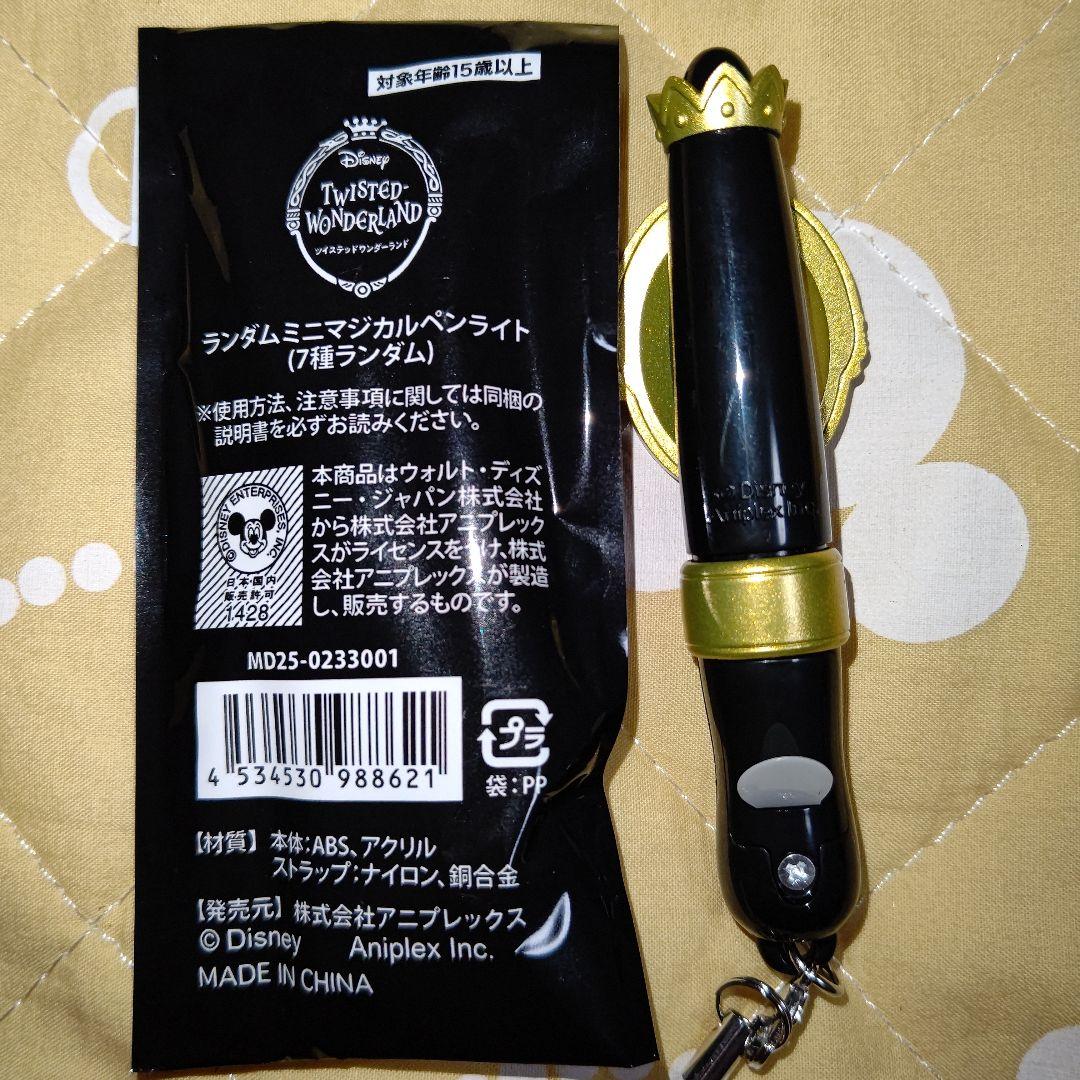 対象年齢15歳以上
Disney
TWISTED-
WONDERLAND
ツイステッドワンダーランド
ランダムミニマジカルペンライト
(7種ランダム)
※使用方法、注意事項に関しては同梱の
説明書を必ずお読みください。
©DISNEY ENTERPRISES INC
日本国内
販売許可
1428
本商品はウォルト・ディズ
ニー・ジャパン株式会社
から株式会社アニプレック
スがライセンスをうけ、株式
会社アニプレックスが製造
し、販売するものです。
MD25-0233001
4 534530 988621
プラ
袋:PP
【材質】 本体:ABS、アクリル
ストラップ:ナイロン、銅合金
【発売元】株式会社アニプレックス
© Disney Aniplex Inc.
MADE IN CHINA
© Disney
Aniplex Inc.